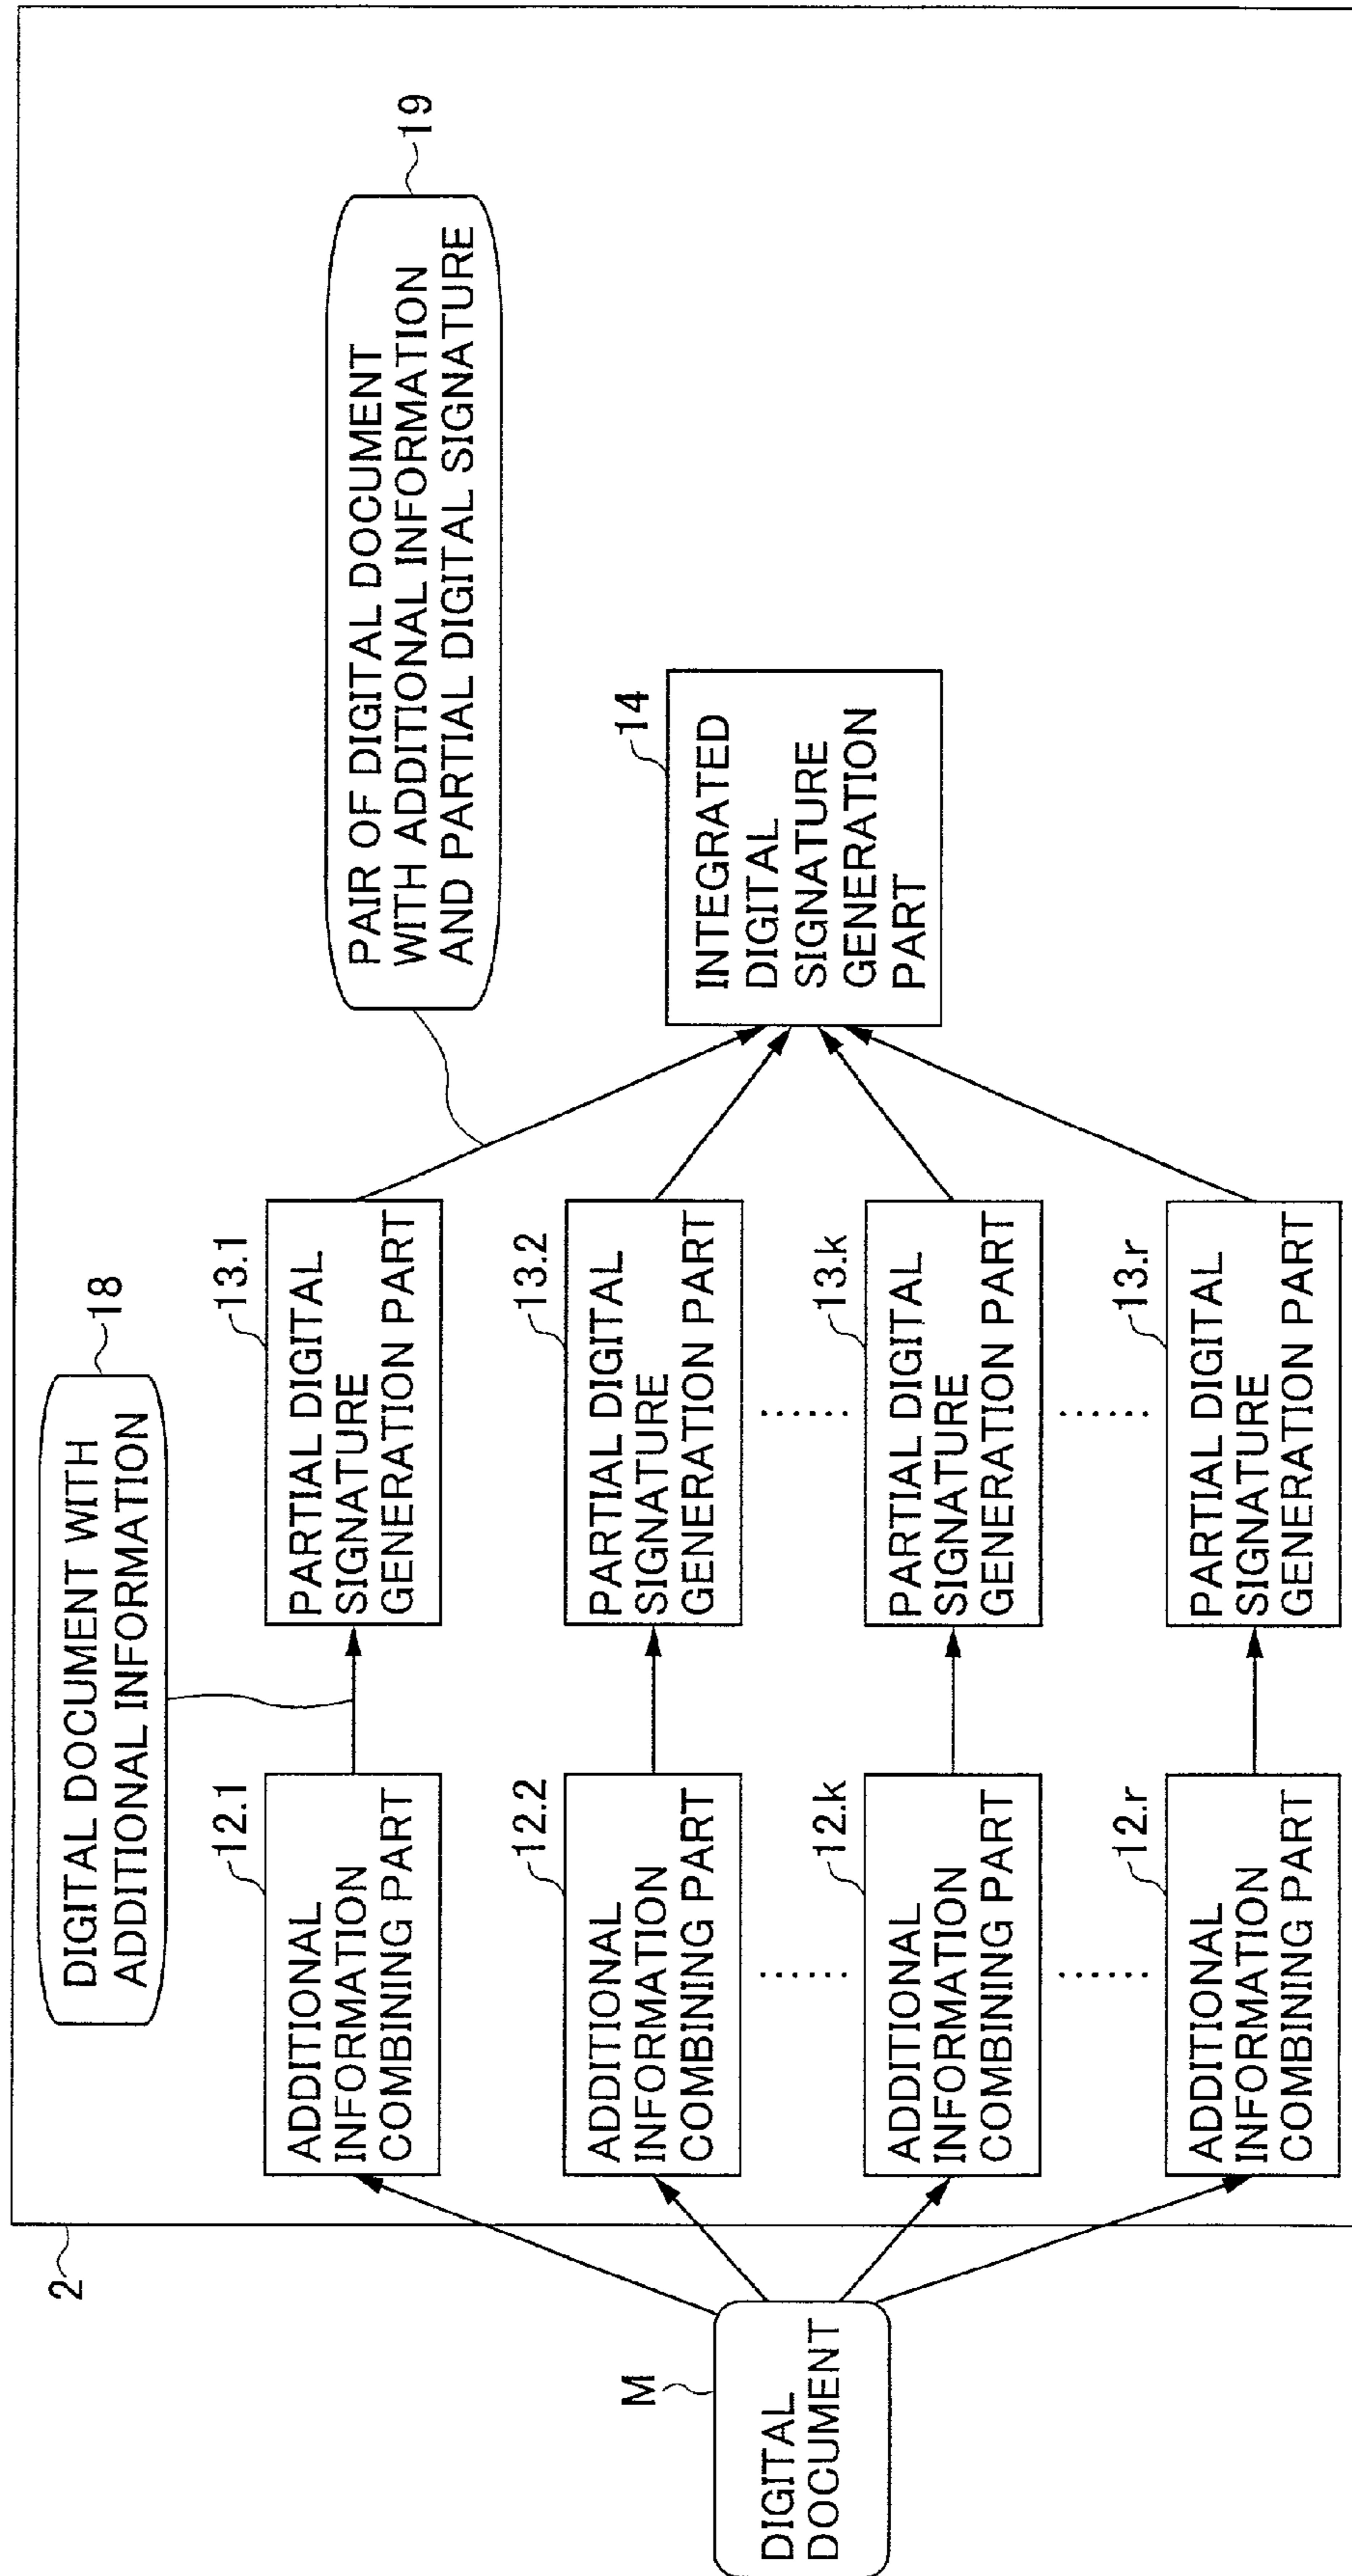 2
M
DIGITAL
DOCUMENT
DIGITAL DOCUMENT WITH
ADDITIONAL INFORMATION
18
PAIR OF DIGITAL DOCUMENT
WITH ADDITIONAL INFORMATION
AND PARTIAL DIGITAL SIGNATURE
19
12.1
ADDITIONAL
INFORMATION
COMBINING PART
13.1
PARTIAL DIGITAL
SIGNATURE
GENERATION PART
12.2
ADDITIONAL
INFORMATION
COMBINING PART
13.2
PARTIAL DIGITAL
SIGNATURE
GENERATION PART
12.k
ADDITIONAL
INFORMATION
COMBINING PART
13.k
PARTIAL DIGITAL
SIGNATURE
GENERATION PART
12.r
ADDITIONAL
INFORMATION
COMBINING PART
13.r
PARTIAL DIGITAL
SIGNATURE
GENERATION PART
14
INTEGRATED
DIGITAL
SIGNATURE
GENERATION
PART